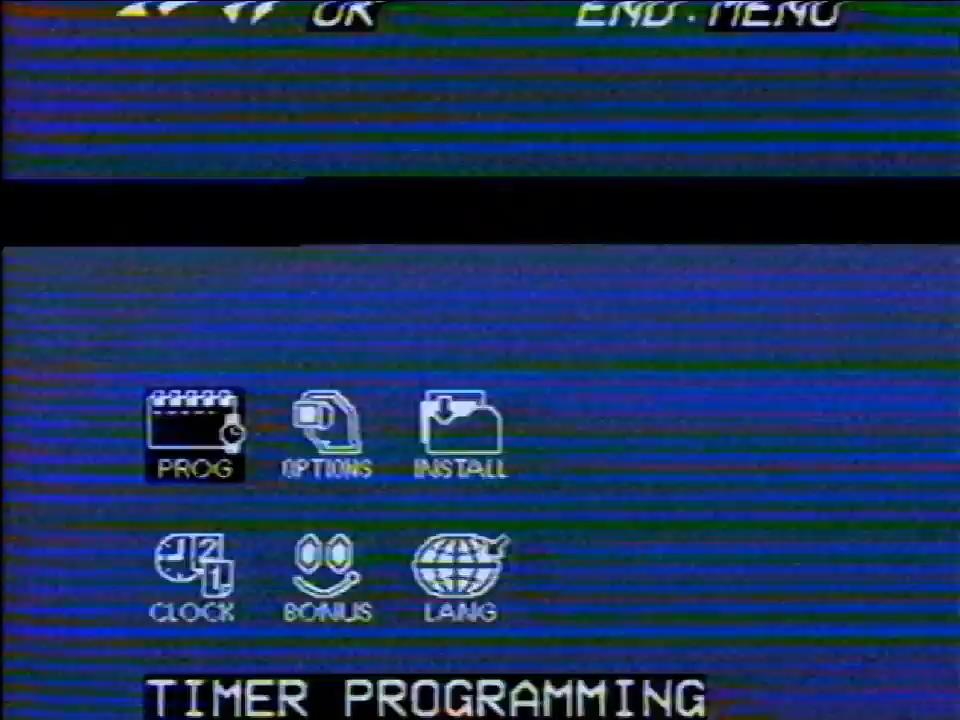 OK END:MENU
PROG OPTIONS INSTALL
CLOCK BONUS LANG
TIMER PROGRAMMING